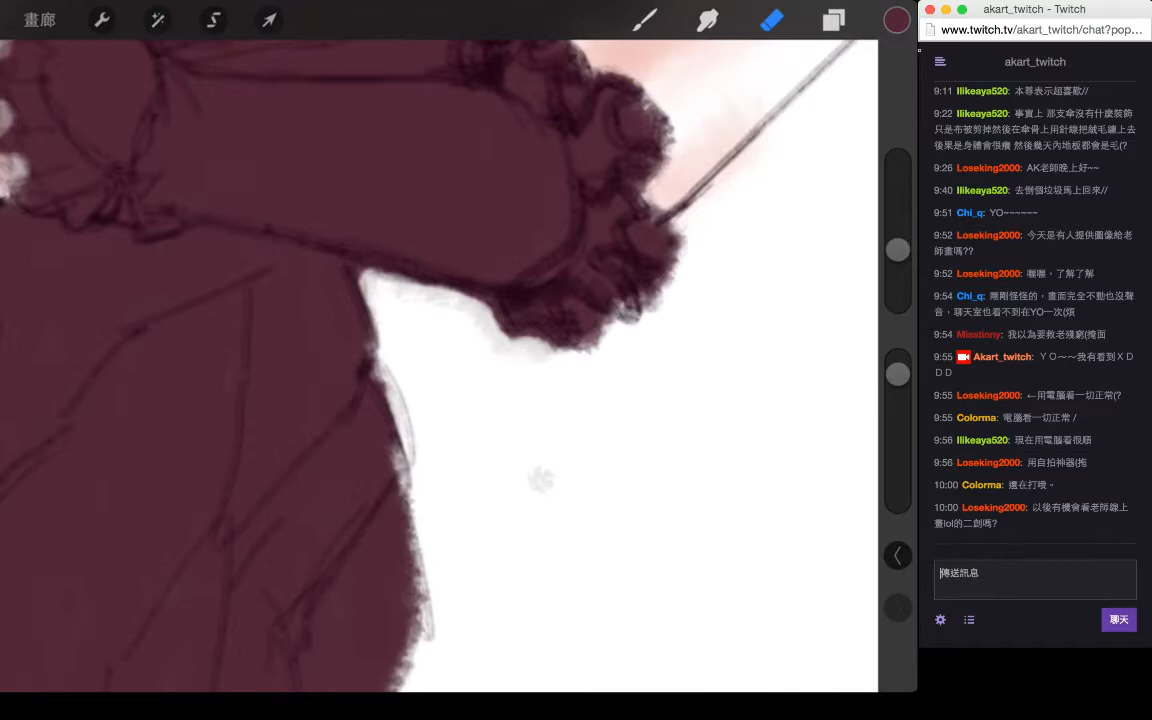 畫廊
akart_twitch - Twitch
www.twitch.tv/akart_twitch/chat?pop...
akart_twitch
9:11 Ilikeaya520: 本尊表示超喜歡//
9:22 Ilikeaya520: 事實上 那支傘沒有什麼裝飾
只是布被剪掉然後在傘骨上用針線把絨毛縫上去
後果是身體會很癢 然後幾天內地板都會是毛(?
9:26 Loseking2000: AK老師晚上好~~
9:40 Ilikeaya520: 去倒個垃圾馬上回來//
9:51 Chi_q: YO~~~~~~
9:52 Loseking2000: 今天是有人提供圖像給老
師畫嗎??
9:52 Loseking2000: 喔喔，了解了解
9:54 Chi_q: 剛剛怪怪的，畫面完全不動也沒聲
音，聊天室也看不到在YO一次(煩
9:54 Misstinny: 我以為要救老殘窮(掩面
9:55 Akart_twitch: ＹＯ～～我有看到ＸＤ
ＤＤ
9:55 Loseking2000: ←用電腦看一切正常(?
9:55 Colorma: 電腦看一切正常 /
9:56 Ilikeaya520: 現在用電腦看很順
9:56 Loseking2000: 用自拍神器(拖
10:00 Colorma: 還在打哦。
10:00 Loseking2000: 以後有機會看老師線上
畫lol的二創嗎?
傳送訊息
聊天